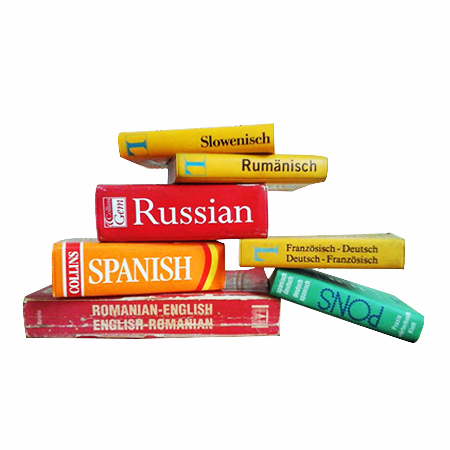 L Slowenisch
L Rumänisch
Collins
Gem
Russian
L Französisch - Deutsch
Deutsch - Französisch
COLLINS
SPANISH
PONS
ROMANIAN-ENGLISH
ENGLISH-ROMANIAN